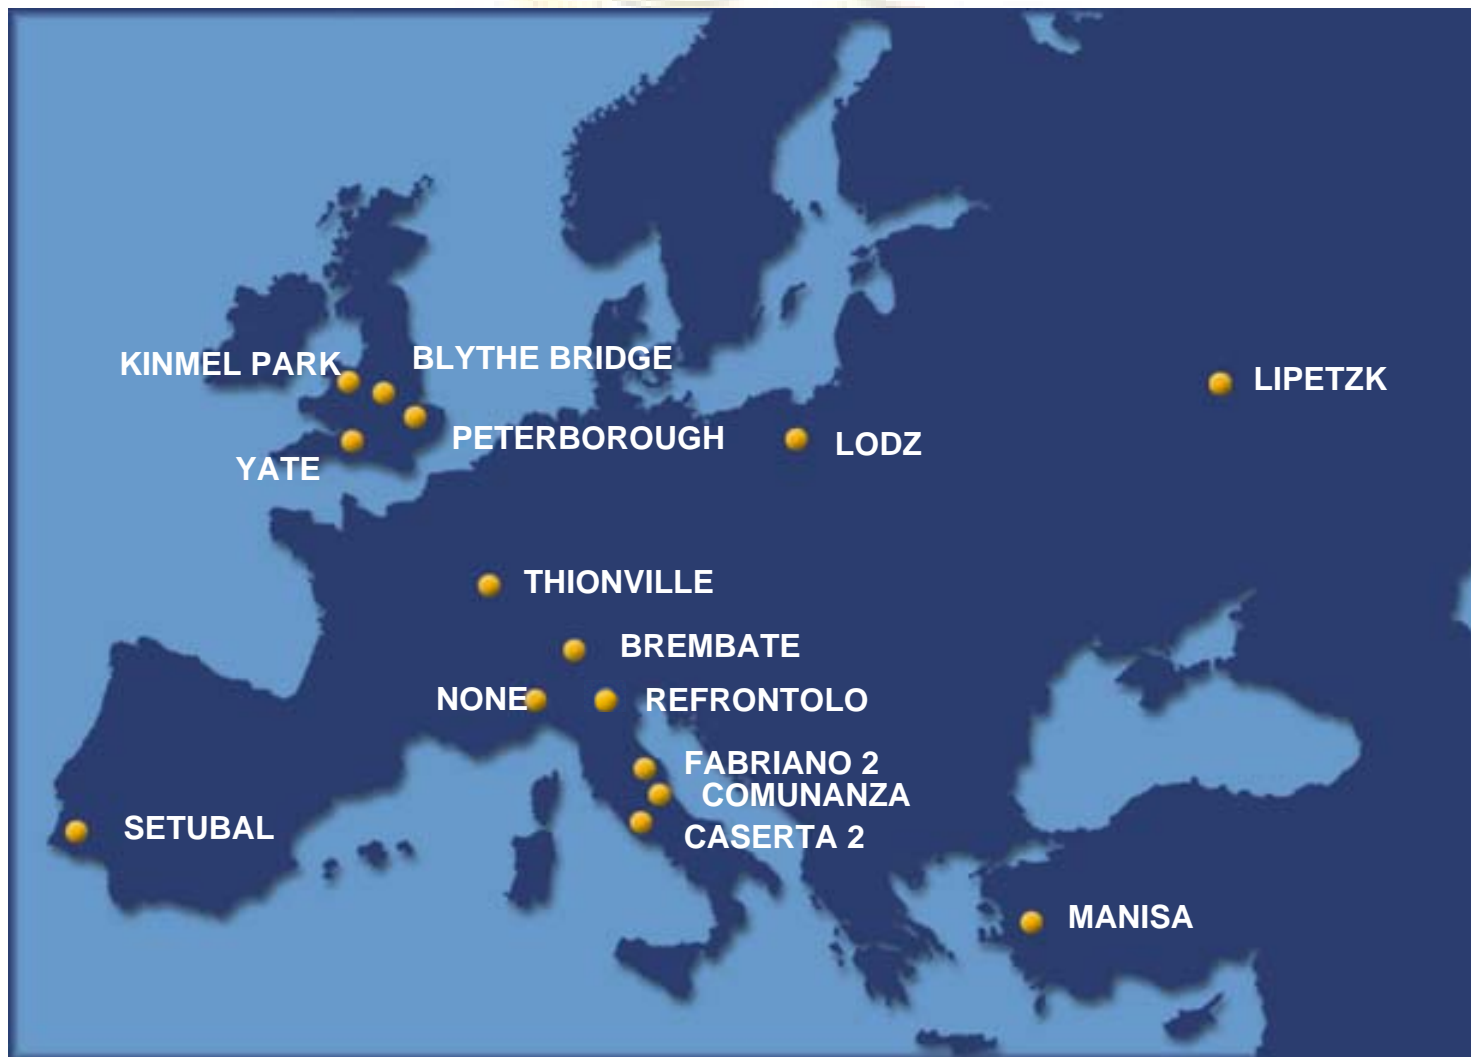 KINMEL PARK
BLYTHE BRIDGE
LIPETZK
PETERBOROUGH
LODZ
YATE
THIONVILLE
BREMBATE
NONE
REFRONTOLO
FABRIANO 2
COMUNANZA
SETUBAL
CASERTA 2
MANISA